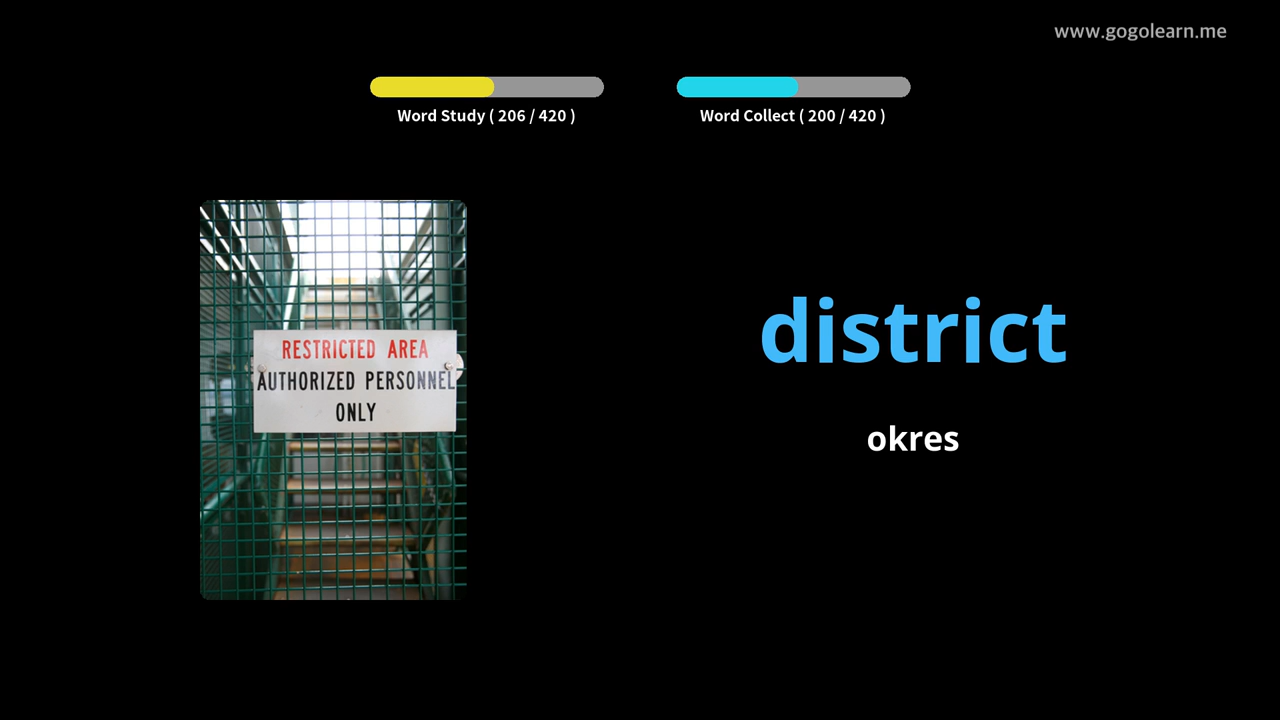 www.gogolearn.me
Word Study ( 206 / 420 )
Word Collect ( 200 / 420 )
RESTRICTED AREA
AUTHORIZED PERSONNEL
ONLY
district
okres